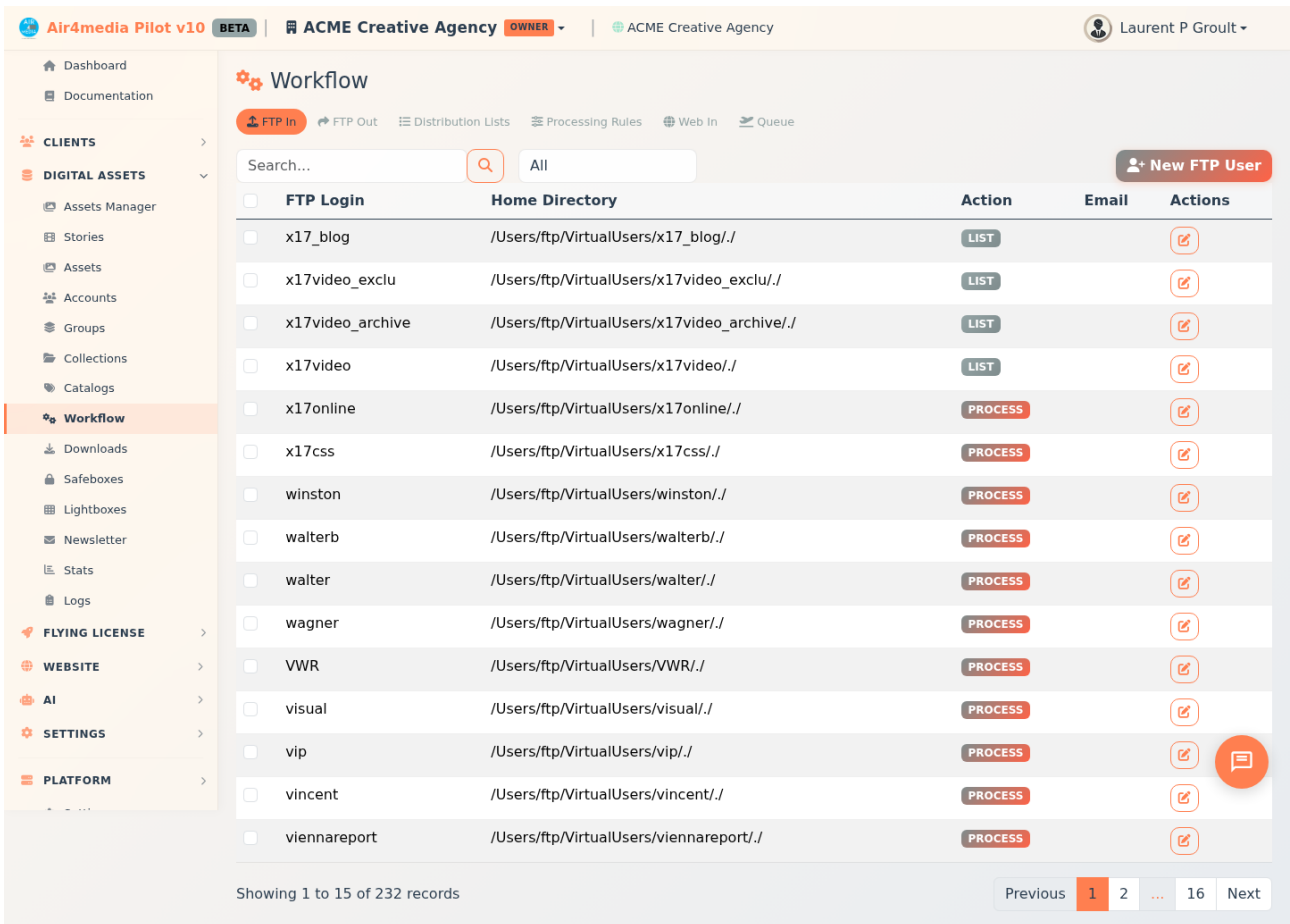 Air4media Pilot v10 BETA ACME Creative Agency OWNER ACME Creative Agency Laurent P Groult
Dashboard
Documentation
CLIENTS
DIGITAL ASSETS
Assets Manager
Stories
Assets
Accounts
Groups
Collections
Catalogs
Workflow
Downloads
Safeboxes
Lightboxes
Newsletter
Stats
Logs
FLYING LICENSE
WEBSITE
AI
SETTINGS
PLATFORM
Workflow
FTP In FTP Out Distribution Lists Processing Rules Web In Queue
Search... All New FTP User
FTP Login Home Directory Action Email Actions
x17_blog /Users/ftp/VirtualUsers/x17_blog/./ LIST
x17video_exclu /Users/ftp/VirtualUsers/x17video_exclu/./ LIST
x17video_archive /Users/ftp/VirtualUsers/x17video_archive/./ LIST
x17video /Users/ftp/VirtualUsers/x17video/./ LIST
x17online /Users/ftp/VirtualUsers/x17online/./ PROCESS
x17css /Users/ftp/VirtualUsers/x17css/./ PROCESS
winston /Users/ftp/VirtualUsers/winston/./ PROCESS
walterb /Users/ftp/VirtualUsers/walterb/./ PROCESS
walter /Users/ftp/VirtualUsers/walter/./ PROCESS
wagner /Users/ftp/VirtualUsers/wagner/./ PROCESS
VWR /Users/ftp/VirtualUsers/VWR/./ PROCESS
visual /Users/ftp/VirtualUsers/visual/./ PROCESS
vip /Users/ftp/VirtualUsers/vip/./ PROCESS
vincent /Users/ftp/VirtualUsers/vincent/./ PROCESS
viennareport /Users/ftp/VirtualUsers/viennareport/./ PROCESS
Showing 1 to 15 of 232 records Previous 1 2 ... 16 Next